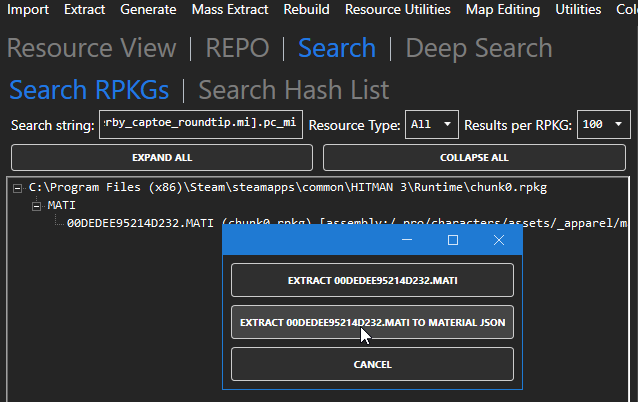 Import Extract Generate Mass Extract Rebuild Resource Utilities Map Editing Utilities Col
Resource View REPO Search Deep Search
Search RPKGs Search Hash List
Search string: erby_captoe_roundtip.mi].pc_mi Resource Type: All Results per RPKG: 100
EXPAND ALL COLLAPSE ALL
C:\Program Files (x86)\Steam\steamapps\common\HITMAN 3\Runtime\chunk0.rpkg
MATI
00DEDEE95214D232.MATI (chunk0.rpkg) [assembly:/_pro/characters/assets/_apparel/m
EXTRACT 00DEDEE95214D232.MATI
EXTRACT 00DEDEE95214D232.MATI TO MATERIAL JSON
CANCEL